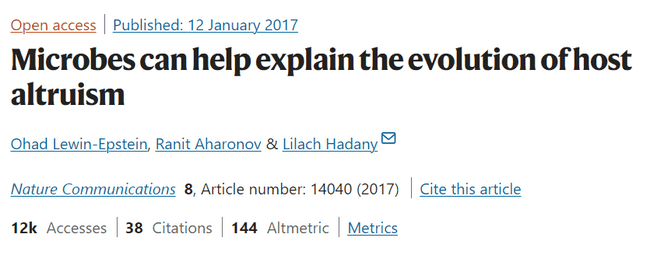 Open access | Published: 12 January 2017
Microbes can help explain the evolution of host
altruism
Ohad Lewin-Epstein, Ranit Aharonov & Lilach Hadany
Nature Communications 8, Article number: 14040 (2017) | Cite this article
12k Accesses | 38 Citations | 144 Altmetric | Metrics